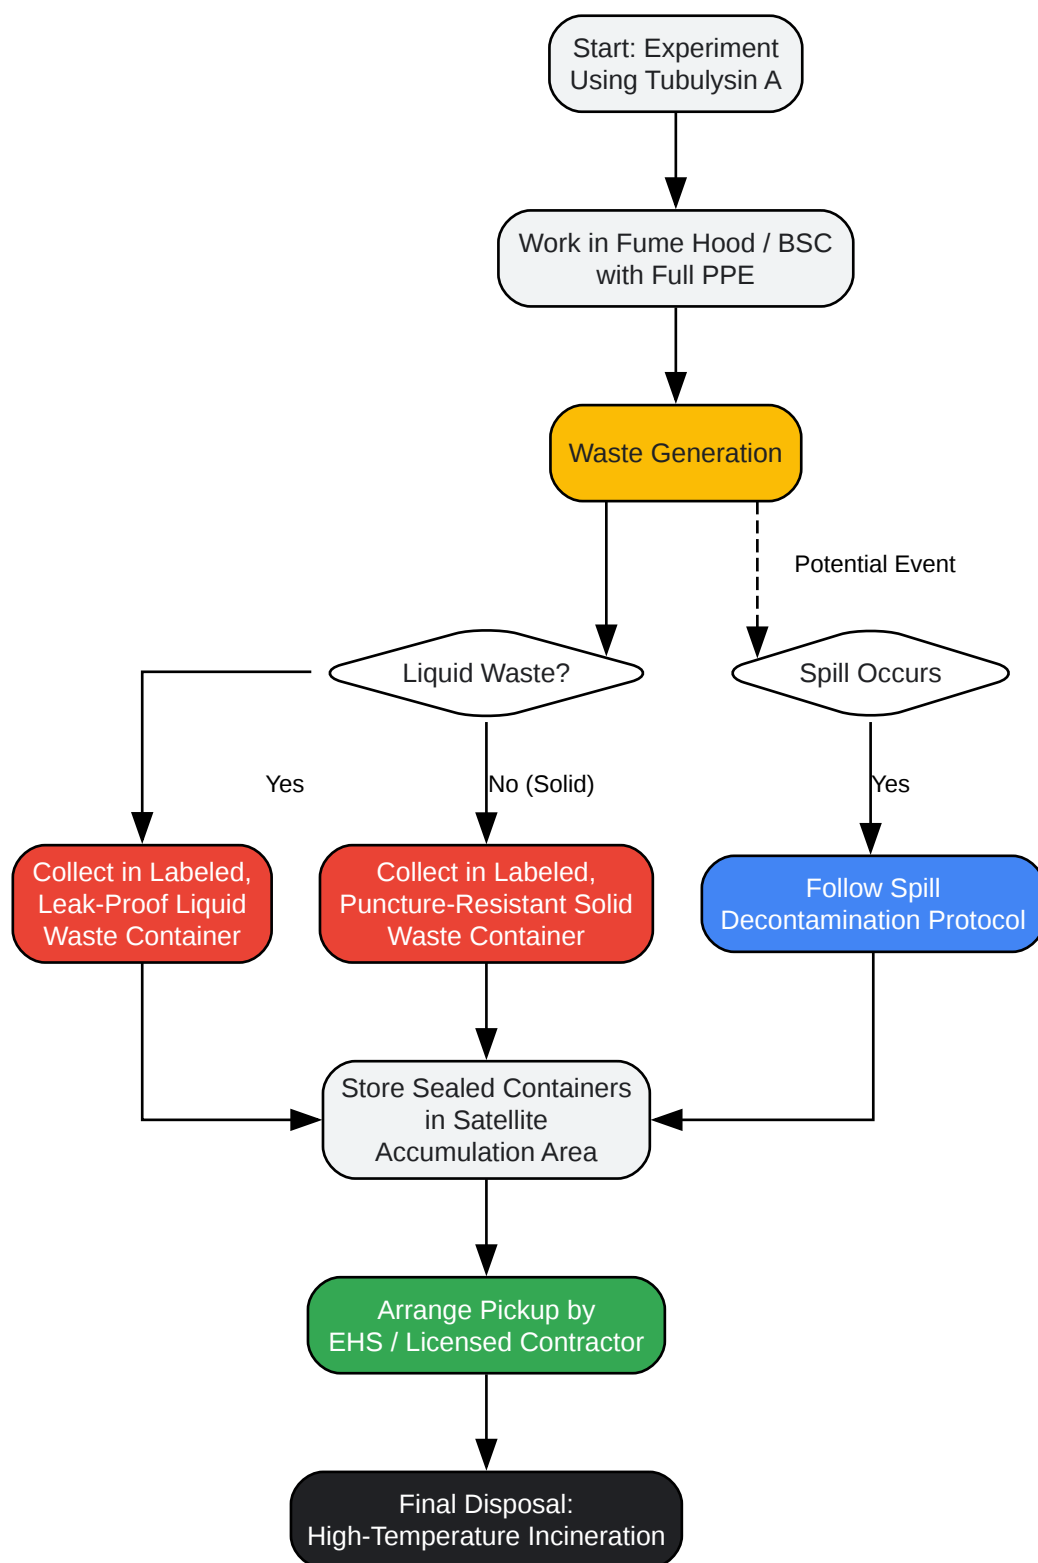 Start: Experiment
Using Tubulysin A
Work in Fume Hood / BSC
with Full PPE
Waste Generation
Potential Event
Liquid Waste?
Spill Occurs
Yes
No (Solid)
Yes
Collect in Labeled,
Leak-Proof Liquid
Waste Container
Collect in Labeled,
Puncture-Resistant Solid
Waste Container
Follow Spill
Decontamination Protocol
Store Sealed Containers
in Satellite
Accumulation Area
Arrange Pickup by
EHS / Licensed Contractor
Final Disposal:
High-Temperature Incineration